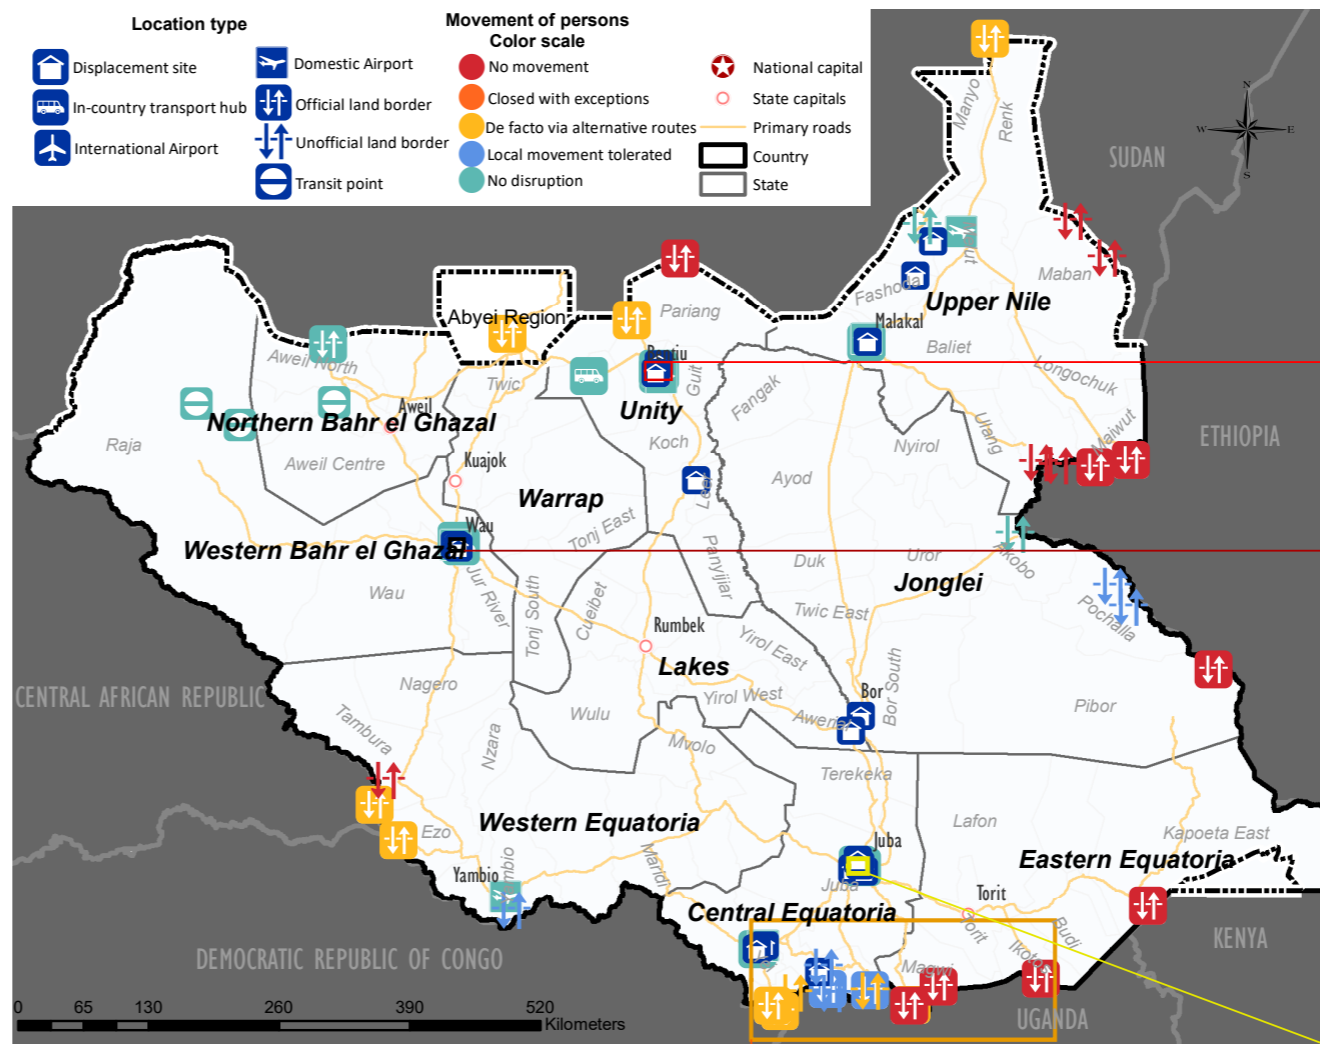 Location type
Displacement site
In-country transport hub
International Airport
Domestic Airport
Official land border
Unofficial land border
Transit point
Movement of persons
Color scale
No movement
Closed with exceptions
De facto via alternative routes
Local movement tolerated
No disruption
National capital
State capitals
Primary roads
Country
State
N
W
E
S
SUDAN
Manyo
Renk
Maban
Fashoda
Upper Nile
Malakal
Baliet
Longochuk
Pariang
Abyei Region
Aweil North
Twic
Guit
Fangak
Unity
Aweil
Northern Bahr el Ghazal
Raja
Aweil Centre
Koch
Nyirol
Ulang
Maiwut
ETHIOPIA
Kuajok
Warrap
Leer
Ayod
Tonj East
Wau
Western Bahr el Ghazal
Jur River
Panyijiar
Duk
Uror
Akobo
Jonglei
Wau
Tonj South
Cueibet
Twic East
Pochalla
Rumbek
Yirol East
Lakes
CENTRAL AFRICAN REPUBLIC
Nagero
Yirol West
Bor
Bor South
Awerial
Pibor
Wulu
Tambura
Nzara
Mvolo
Terekeka
Western Equatoria
Ezo
Lafon
Kapoeta East
Juba
Juba
Eastern Equatoria
Maridi
Yambio
Torit
Torit
Central Equatoria
Budi
Ikotos
Magwi
KENYA
DEMOCRATIC REPUBLIC OF CONGO
UGANDA
0 65 130 260 390 520
Kilometers